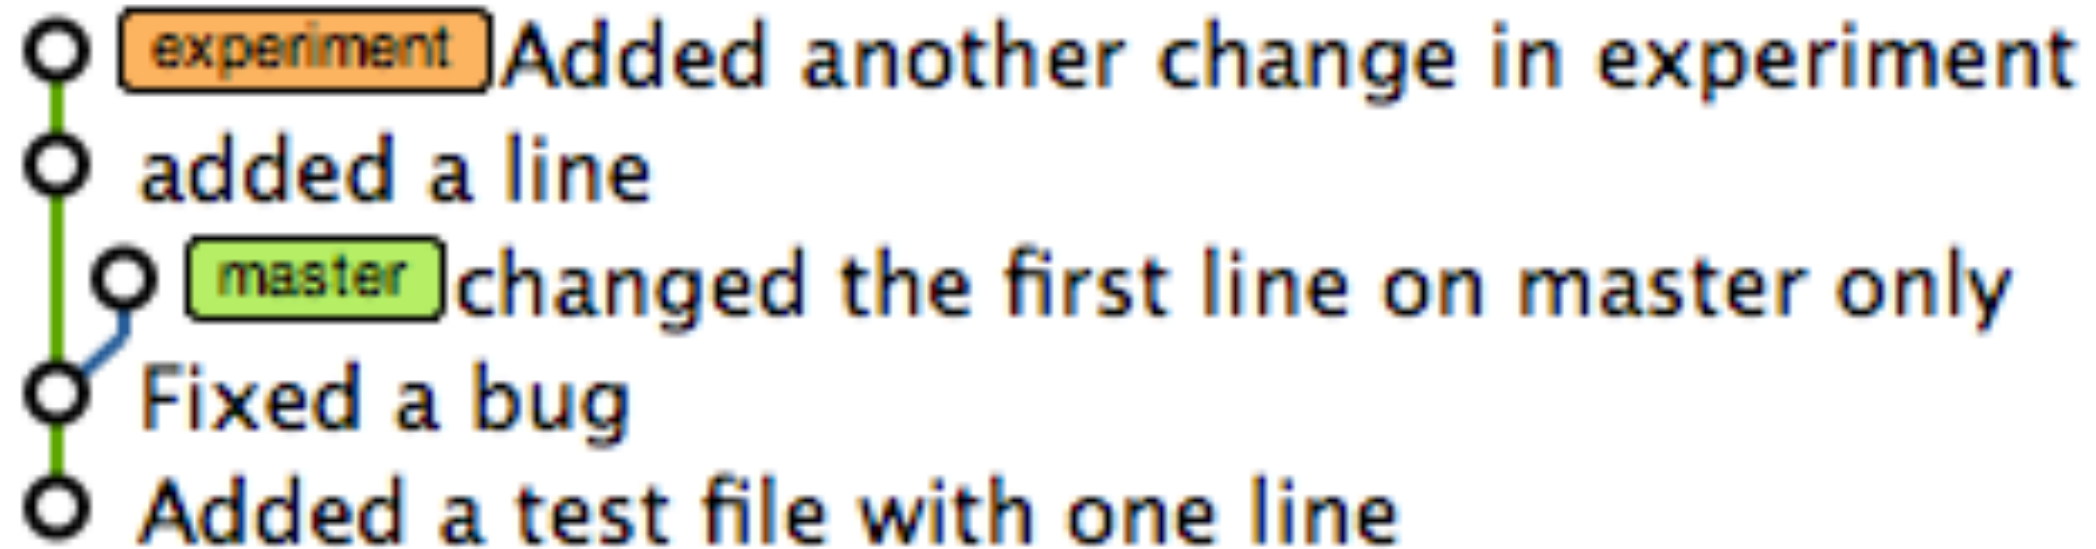 experiment Added another change in experiment
added a line
master changed the first line on master only
Fixed a bug
Added a test file with one line